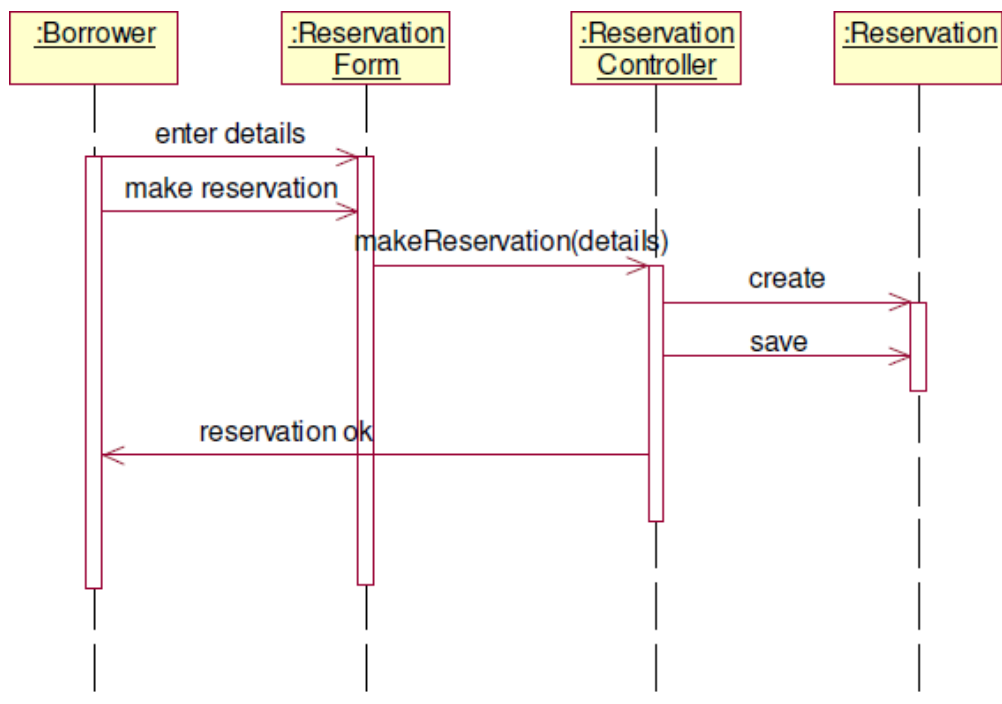 :Borrower
:Reservation
Form
:Reservation
Controller
:Reservation
enter details
make reservation
makeReservation(details)
create
save
reservation ok